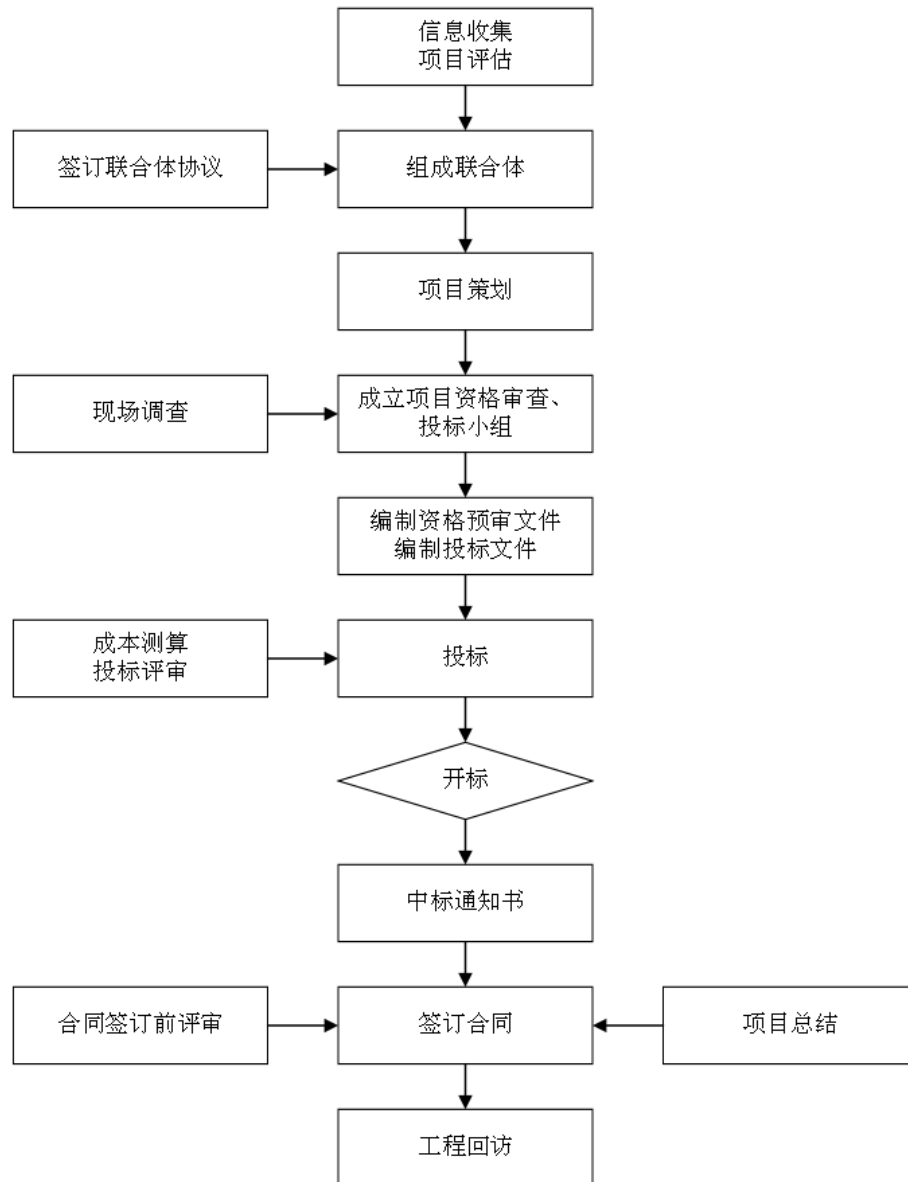 信息收集
项目评估
签订联合体协议
组成联合体
项目策划
现场调查
成立项目资格审查、
投标小组
编制资格预审文件
编制投标文件
成本测算
投标评审
投标
开标
中标通知书
合同签订前评审
签订合同
项目总结
工程回访